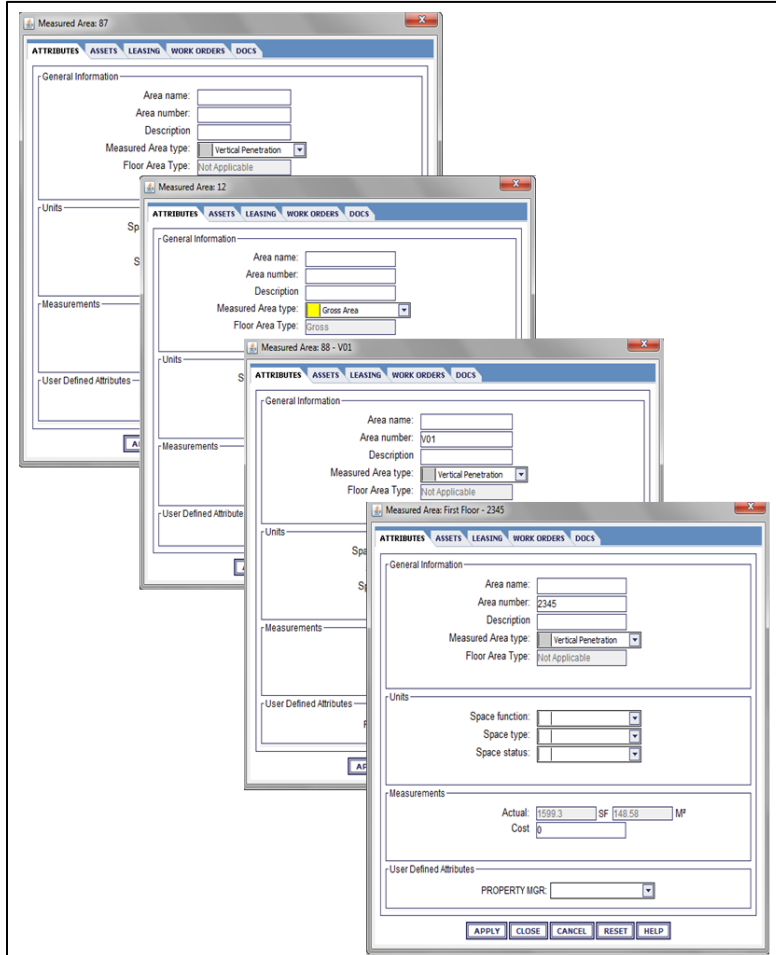 Measured Area: 87
X
ATTRIBUTES ASSETS LEASING WORK ORDERS DOCS
General Information
Area name:
Area number:
Description
Measured Area type: Vertical Penetration
Floor Area Type: Not Applicable
Units
Sp
S
Measurements
User Defined Attributes
A
Measured Area: 12
X
ATTRIBUTES ASSETS LEASING WORK ORDERS DOCS
General Information
Area name:
Area number:
Description
Measured Area type: Gross Area
Floor Area Type: Gross
Units
S
Measurements
User Defined Attribute
Measured Area: 88 - V01
X
ATTRIBUTES ASSETS LEASING WORK ORDERS DOCS
General Information
Area name:
Area number: V01
Description
Measured Area type: Vertical Penetration
Floor Area Type: Not Applicable
Units
Spa
Sp
Measurements
User Defined Attributes
AP
Measured Area: First Floor - 2345
X
ATTRIBUTES ASSETS LEASING WORK ORDERS DOCS
General Information
Area name:
Area number: 2345
Description
Measured Area type: Vertical Penetration
Floor Area Type: Not Applicable
Units
Space function:
Space type:
Space status:
Measurements
Actual: 1599.3 SF 148.58 M²
Cost 0
User Defined Attributes
PROPERTY MGR:
APPLY CLOSE CANCEL RESET HELP